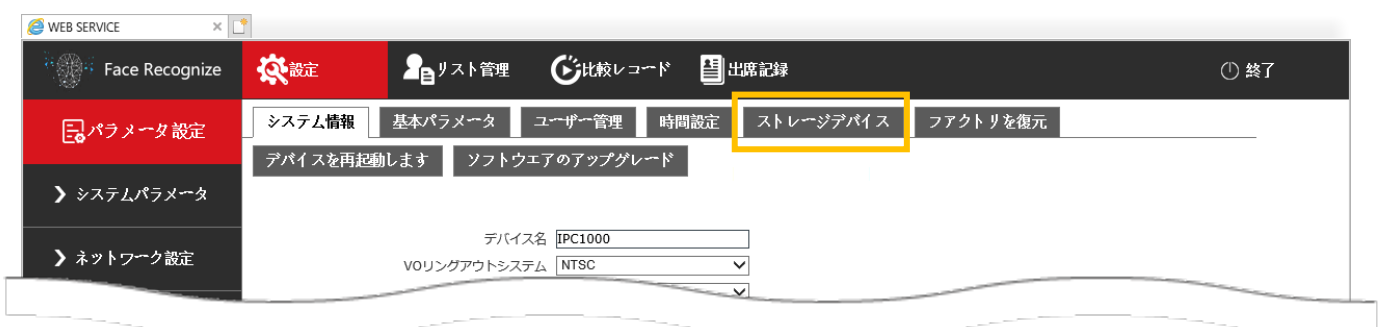 WEB SERVICE
Face Recognize 設定 リスト管理 比較レコード 出席記録 終了
パラメータ設定 システム情報 基本パラメータ ユーザー管理 時間設定 ストレージデバイス ファクトリを復元
デバイスを再起動します ソフトウエアのアップグレード
システムパラメータ
デバイス名 IPC1000
ネットワーク設定
VOリングアウトシステム NTSC